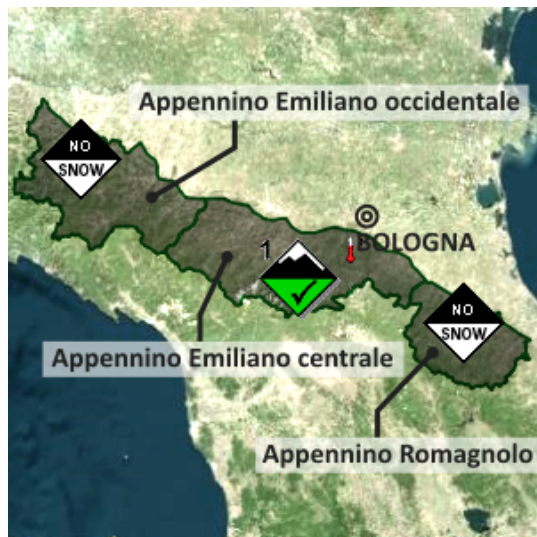 Appennino Emiliano occidentale
NO
SNOW
BOLOGNA
1
NO
SNOW
Appennino Emiliano centrale
Appennino Romagnolo